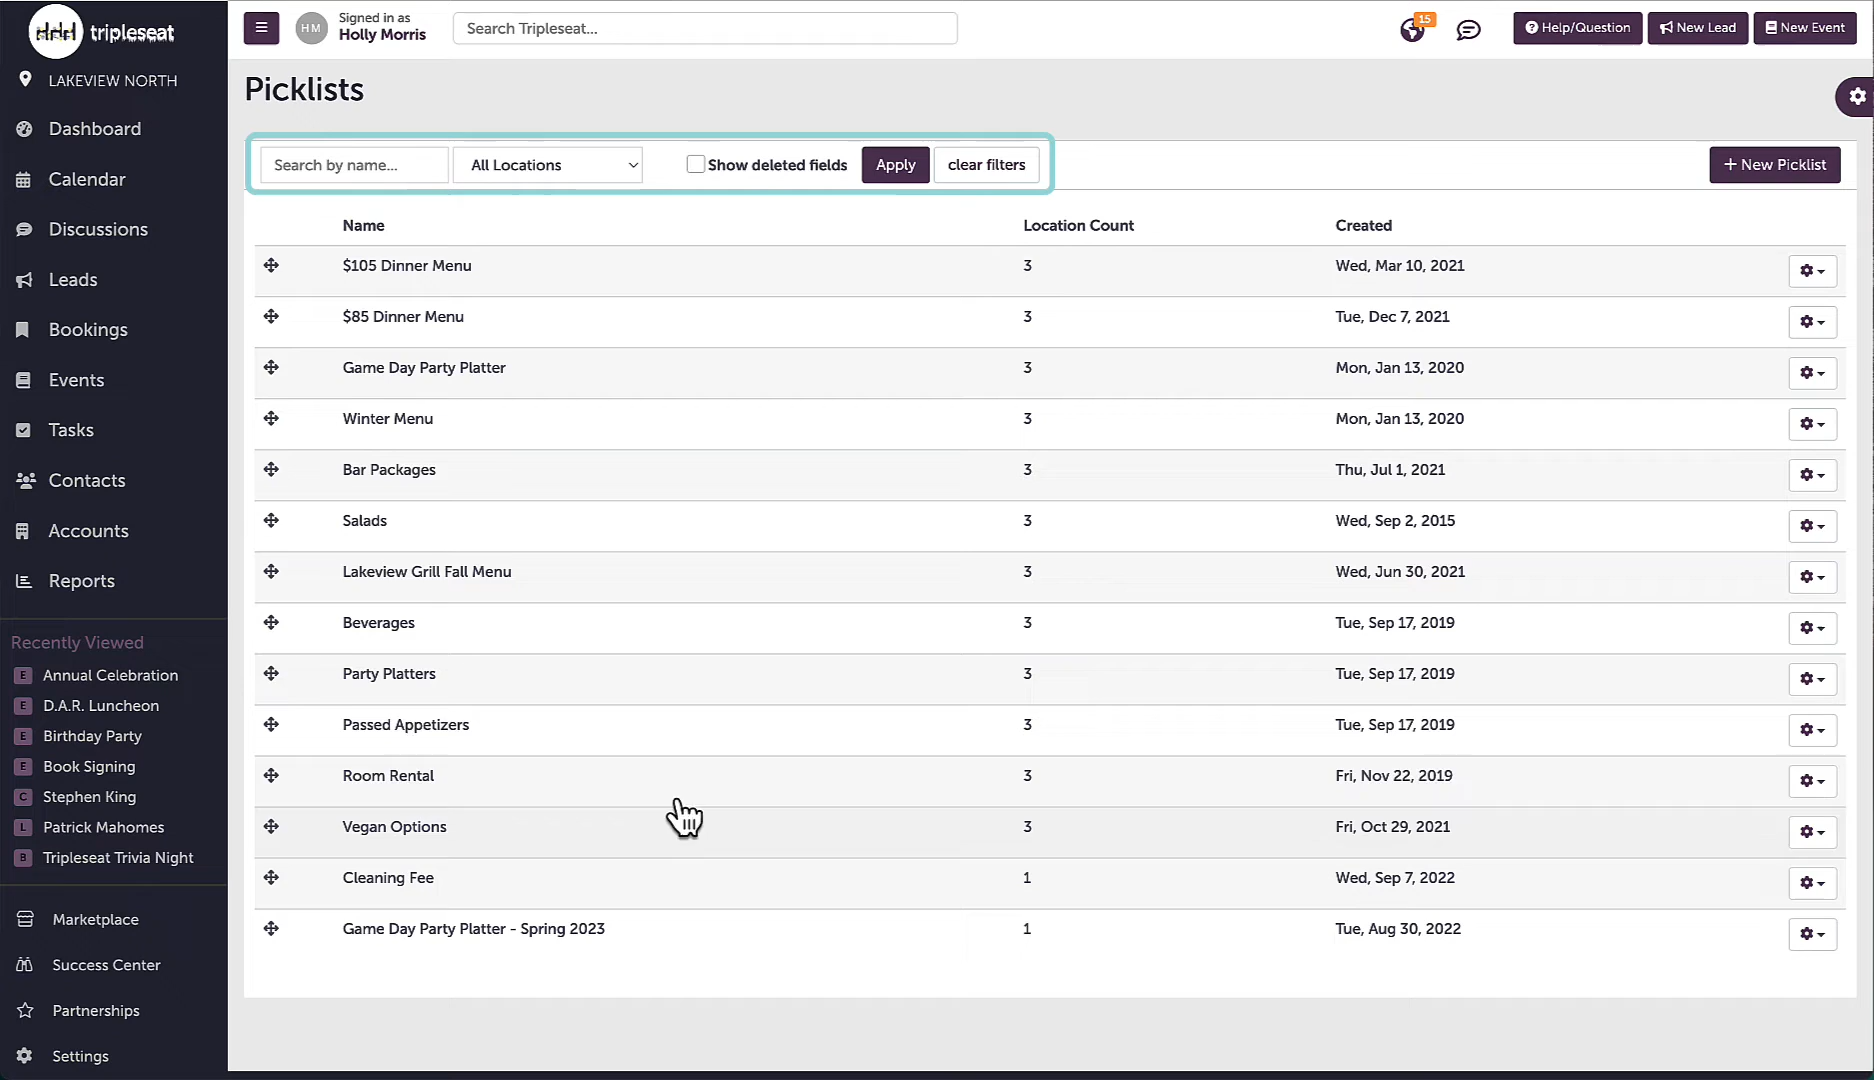 tripleseat
LAKEVIEW NORTH
Dashboard
Calendar
Discussions
Leads
Bookings
Events
Tasks
Contacts
Accounts
Reports
Recently Viewed
E Annual Celebration
E D.A.R. Luncheon
E Birthday Party
E Book Signing
C Stephen King
L Patrick Mahomes
B Tripleseat Trivia Night
Marketplace
Success Center
Partnerships
Settings
HM
Signed in as
Holly Morris
Search Tripleseat...
15
Help/Question
New Lead
New Event
Picklists
Search by name... All Locations Show deleted fields Apply clear filters + New Picklist
Name Location Count Created
$105 Dinner Menu 3 Wed, Mar 10, 2021
$85 Dinner Menu 3 Tue, Dec 7, 2021
Game Day Party Platter 3 Mon, Jan 13, 2020
Winter Menu 3 Mon, Jan 13, 2020
Bar Packages 3 Thu, Jul 1, 2021
Salads 3 Wed, Sep 2, 2015
Lakeview Grill Fall Menu 3 Wed, Jun 30, 2021
Beverages 3 Tue, Sep 17, 2019
Party Platters 3 Tue, Sep 17, 2019
Passed Appetizers 3 Tue, Sep 17, 2019
Room Rental 3 Fri, Nov 22, 2019
Vegan Options 3 Fri, Oct 29, 2021
Cleaning Fee 1 Wed, Sep 7, 2022
Game Day Party Platter - Spring 2023 1 Tue, Aug 30, 2022